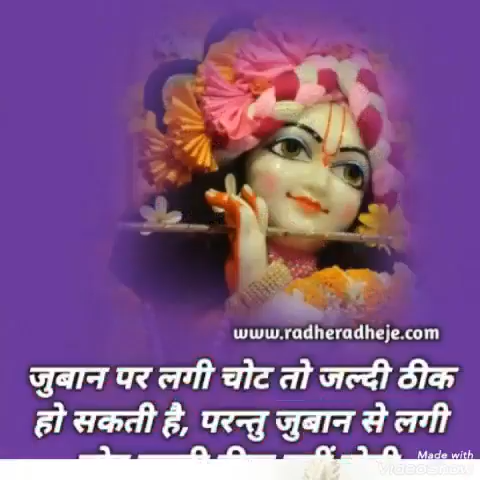 www.radheradheje.com
जुबान पर लगी चोट तो जल्दी ठीक
हो सकती है, परन्तु जुबान से लगी
Made with